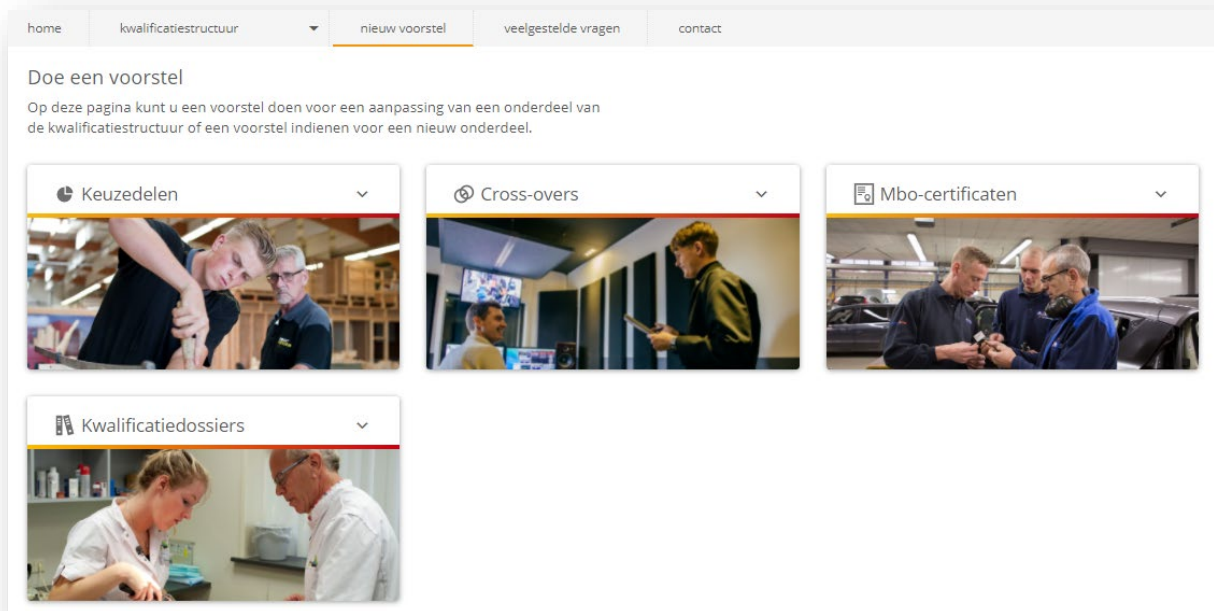 home kwalificatiestructuur nieuw voorstel veelgestelde vragen contact
Doe een voorstel
Op deze pagina kunt u een voorstel doen voor een aanpassing van een onderdeel van
de kwalificatiestructuur of een voorstel indienen voor een nieuw onderdeel.
Keuzedelen
Cross-overs
Mbo-certificaten
Kwalificatiedossiers